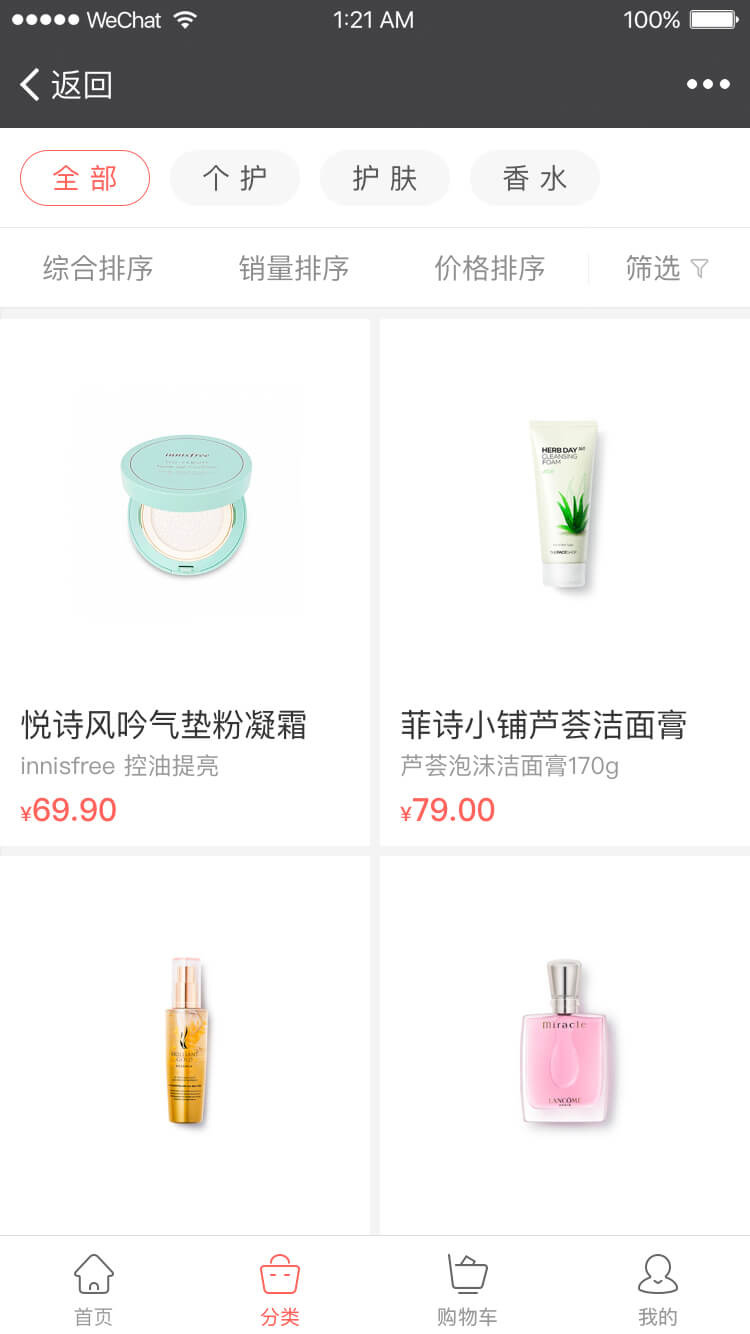 WeChat 1:21 AM 100%
返回
全部 个护 护肤 香水
综合排序 销量排序 价格排序 筛选
innisfree
HERB DAY 365
CLEANSING
FOAM
THEFACESHOP
悦诗风吟气垫粉凝霜
innisfree 控油提亮
¥69.90
菲诗小铺芦荟洁面膏
芦荟泡沫洁面膏170g
¥79.00
BRILLIANT
GOLD
miracle
LANCÔME
首页 分类 购物车 我的